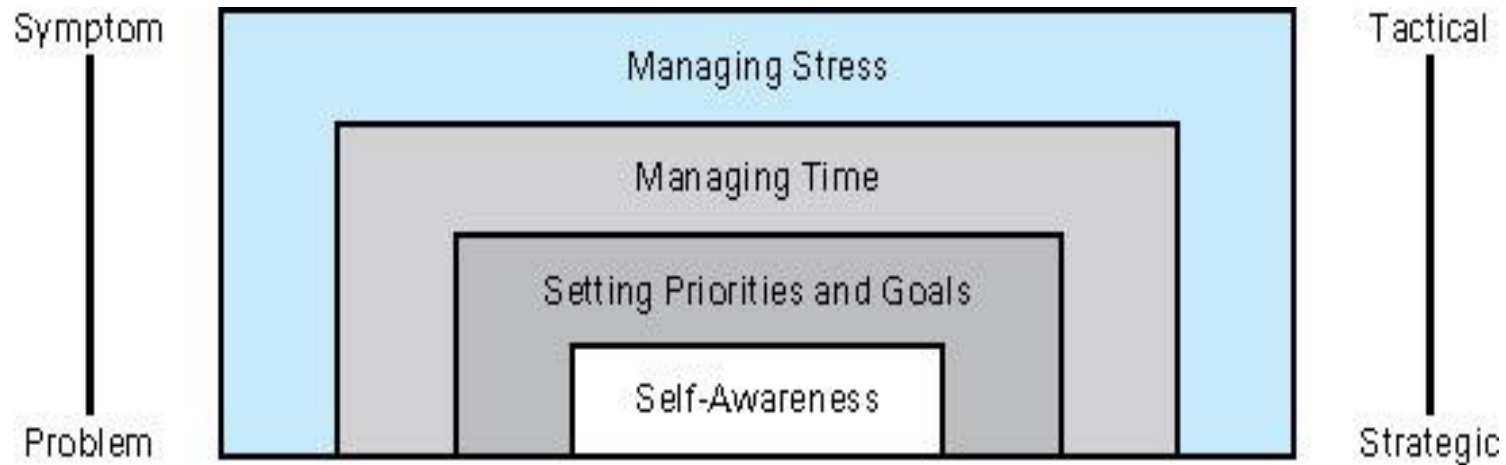 Symptom
Tactical
Managing Stress
Managing Time
Setting Priorities and Goals
Self-Awareness
Problem
Strategic